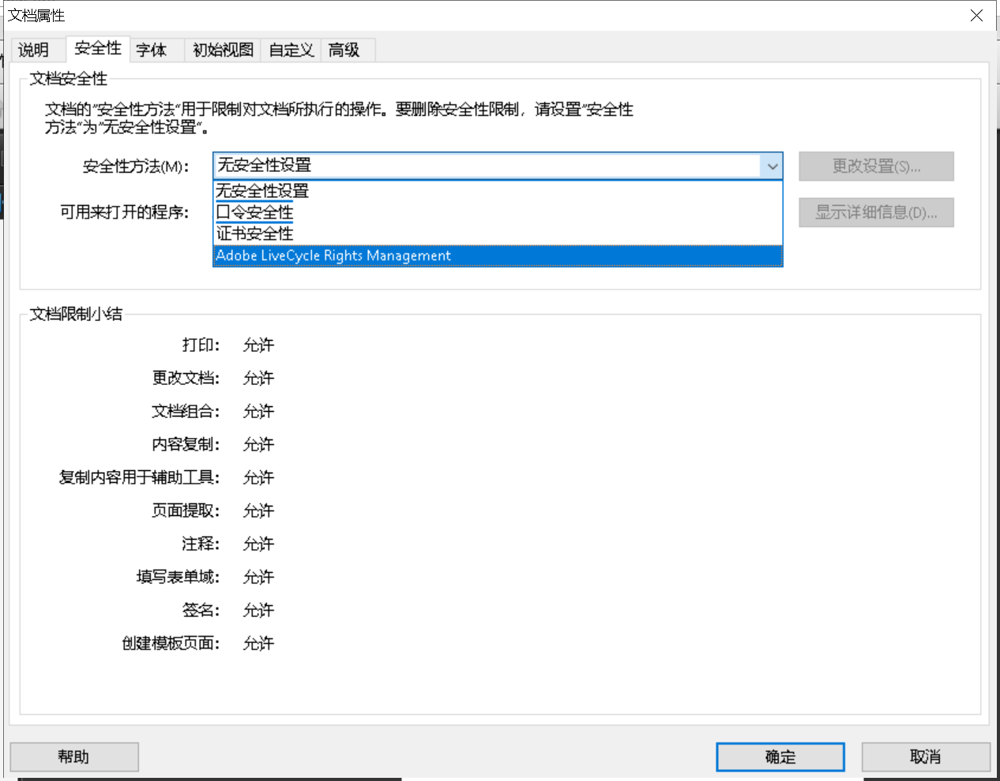 文档属性
说明 安全性 字体 初始视图 自定义 高级
文档安全性
文档的"安全性方法"用于限制对文档所执行的操作。要删除安全性限制，请设置"安全性
方法"为"无安全性设置"。
安全性方法(M)： 无安全性设置 更改设置(S)...
无安全性设置
可用来打开的程序： 口令安全性 显示详细信息(D)...
证书安全性
Adobe LiveCycle Rights Management
文档限制小结
打印： 允许
更改文档： 允许
文档组合： 允许
内容复制： 允许
复制内容用于辅助工具： 允许
页面提取： 允许
注释： 允许
填写表单域： 允许
签名： 允许
创建模板页面： 允许
帮助 确定 取消